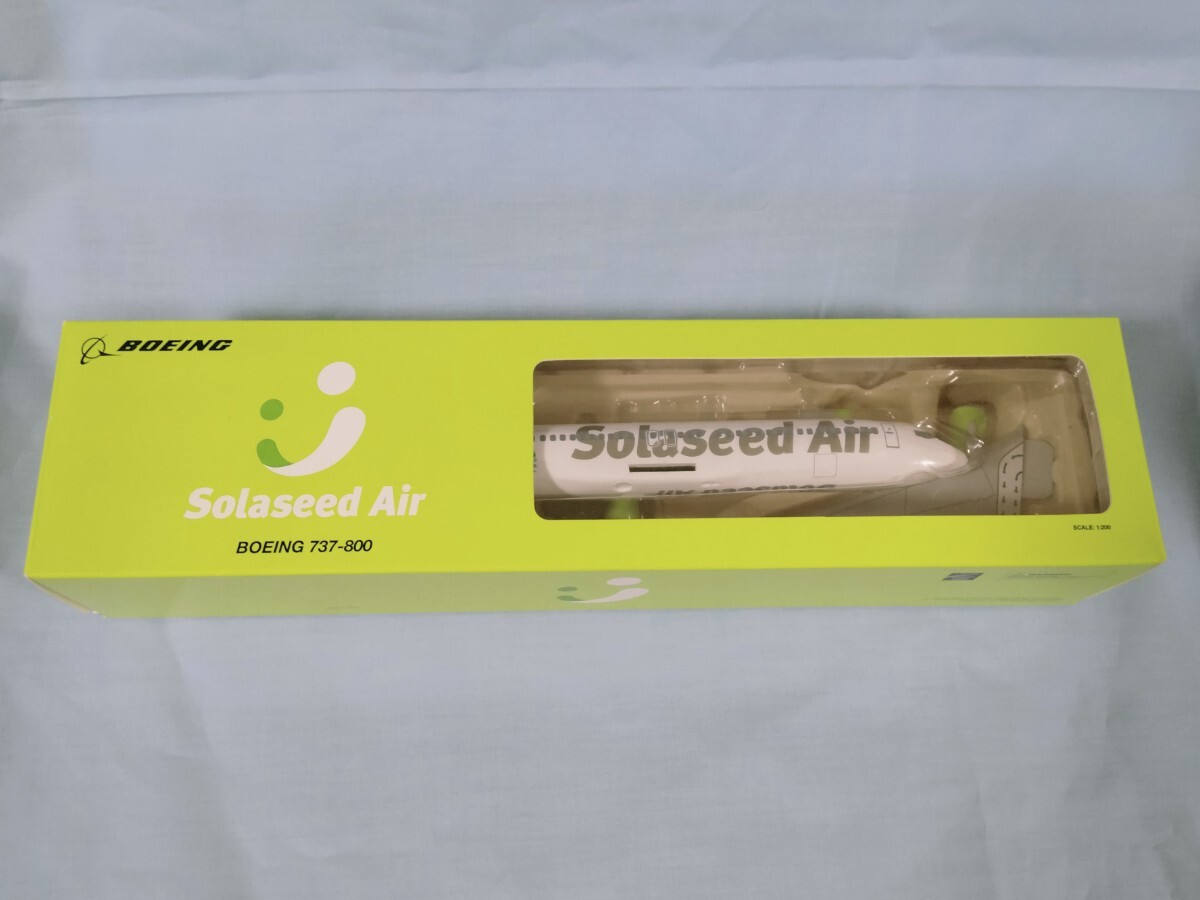 BOEING
Solaseed Air
BOEING 737-800
Solaseed Air
SCALE: 1:200